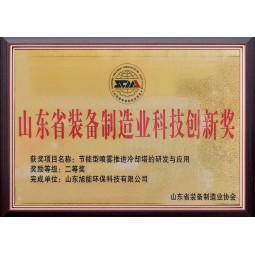 山东省装备制造业科技创新奖
获奖项目名称：节能型喷雾推进冷却塔的研发与应用
奖励等级：二等奖
完成单位：山东旭能环保科技有限公司
山东省装备制造业协会